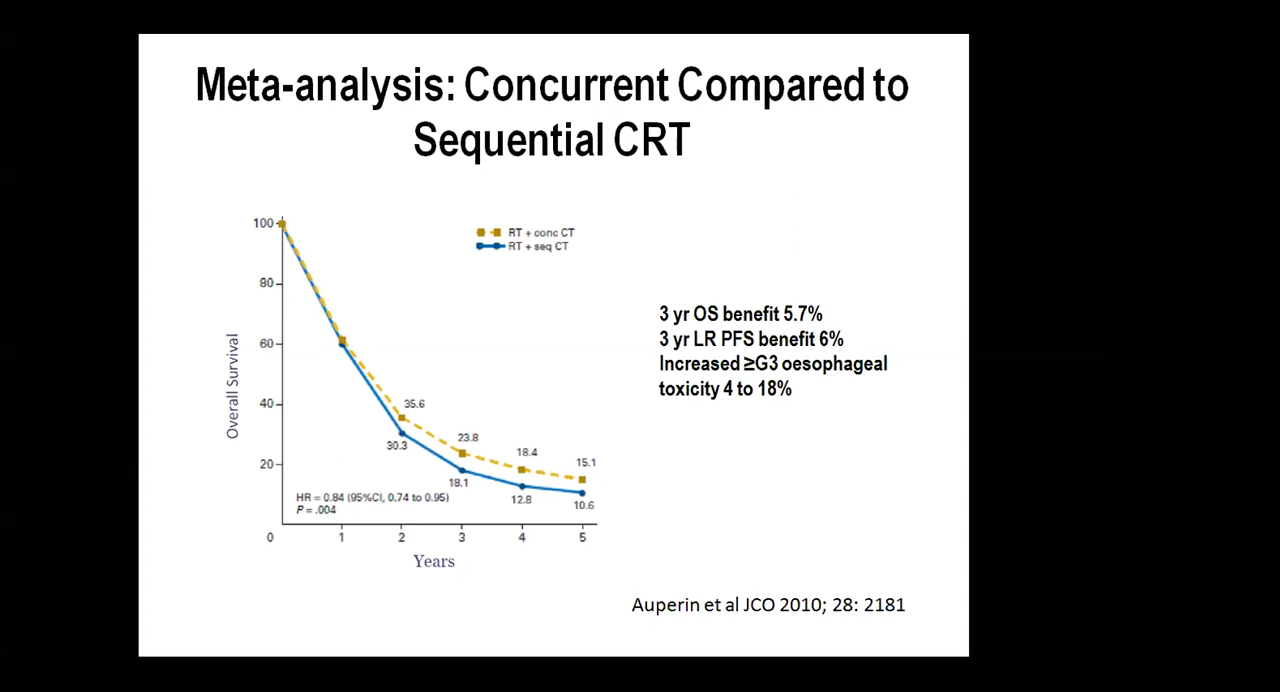 Meta-analysis: Concurrent Compared to
Sequential CRT
100
80
60
40
20
0
1
2
3
4
5
Overall Survival
Years
RT + conc CT
RT + seq CT
35.6
30.3
23.8
18.1
18.4
12.8
15.1
10.6
HR = 0.84 (95%CI, 0.74 to 0.95)
P = .004
3 yr OS benefit 5.7%
3 yr LR PFS benefit 6%
Increased ≥G3 oesophageal
toxicity 4 to 18%
Auperin et al JCO 2010; 28: 2181